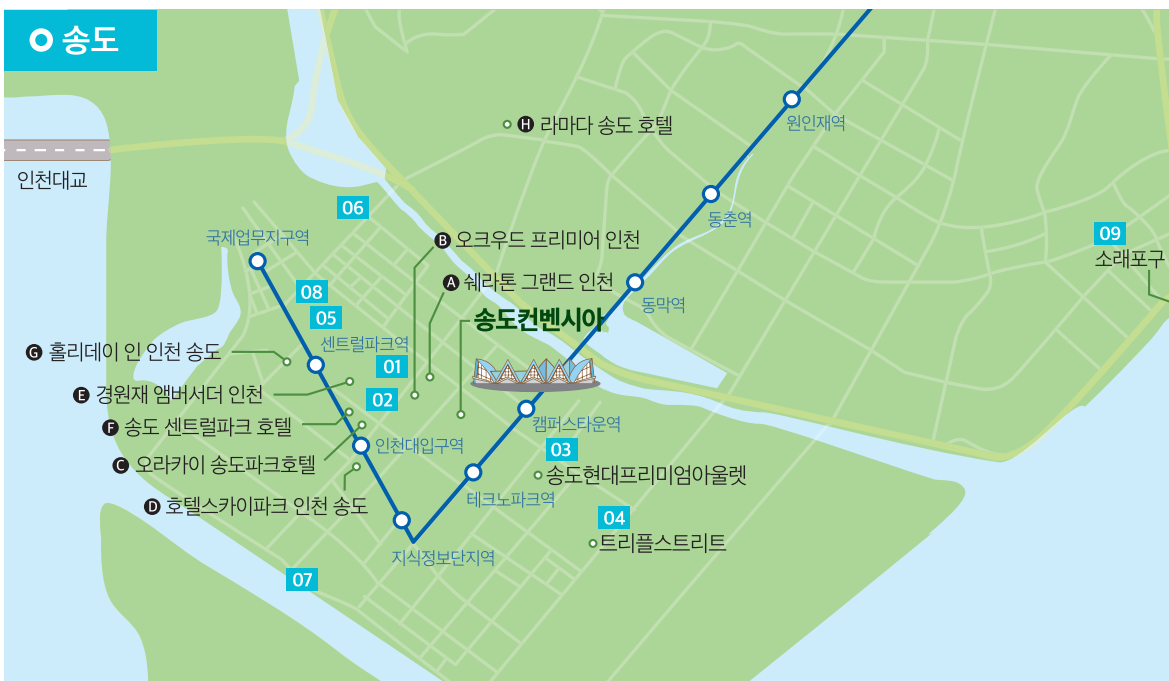 송도
원인재역
H 라마다 송도 호텔
인천대교
06
동춘역
국제업무지구역
B 오크우드 프리미어 인천
09
소래포구
A 쉐라톤 그랜드 인천
08
동막역
05
송도컨벤시아
센트럴파크역
G 홀리데이 인 인천 송도
01
E 경원재 앰버서더 인천
02
캠퍼스타운역
F 송도 센트럴파크 호텔
인천대입구역
03
C 오라카이 송도파크호텔
송도현대프리미엄아울렛
테크노파크역
D 호텔스카이파크 인천 송도
04
트리플스트리트
지식정보단지역
07